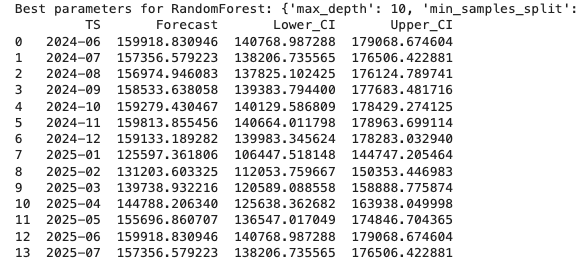 Best parameters for RandomForest: {'max_depth': 10, 'min_samples_split':
TS Forecast Lower_CI Upper_CI
0 2024-06 159918.830946 140768.987288 179068.674604
1 2024-07 157356.579223 138206.735565 176506.422881
2 2024-08 156974.946083 137825.102425 176124.789741
3 2024-09 158533.638058 139383.794400 177683.481716
4 2024-10 159279.430467 140129.586809 178429.274125
5 2024-11 159813.855456 140664.011798 178963.699114
6 2024-12 159133.189282 139983.345624 178283.032940
7 2025-01 125597.361806 106447.518148 144747.205464
8 2025-02 131203.603325 112053.759667 150353.446983
9 2025-03 139738.932216 120589.088558 158888.775874
10 2025-04 144788.206340 125638.362682 163938.049998
11 2025-05 155696.860707 136547.017049 174846.704365
12 2025-06 159918.830946 140768.987288 179068.674604
13 2025-07 157356.579223 138206.735565 176506.422881